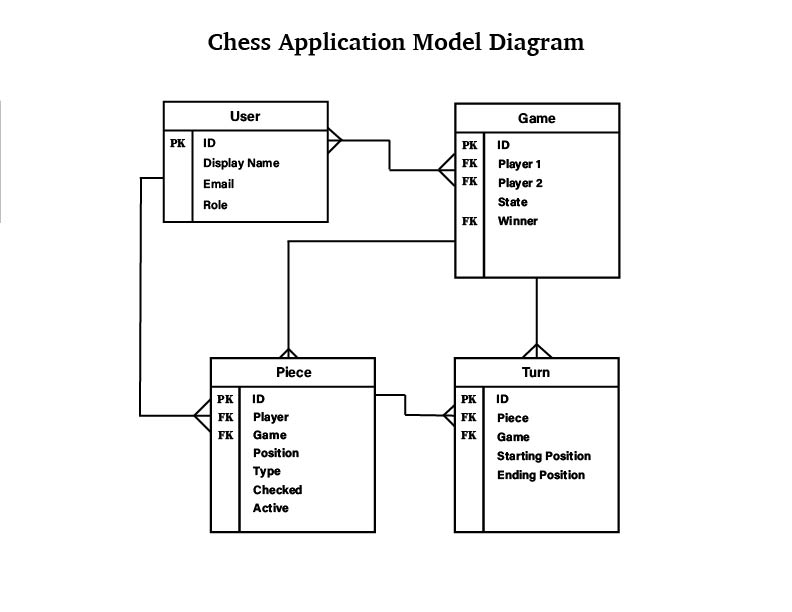 Chess Application Model Diagram
User
PK ID
Display Name
Email
Role
Game
PK ID
FK Player 1
FK Player 2
State
FK Winner
Piece
PK ID
FK Player
FK Game
Position
Type
Checked
Active
Turn
PK ID
FK Piece
FK Game
Starting Position
Ending Position